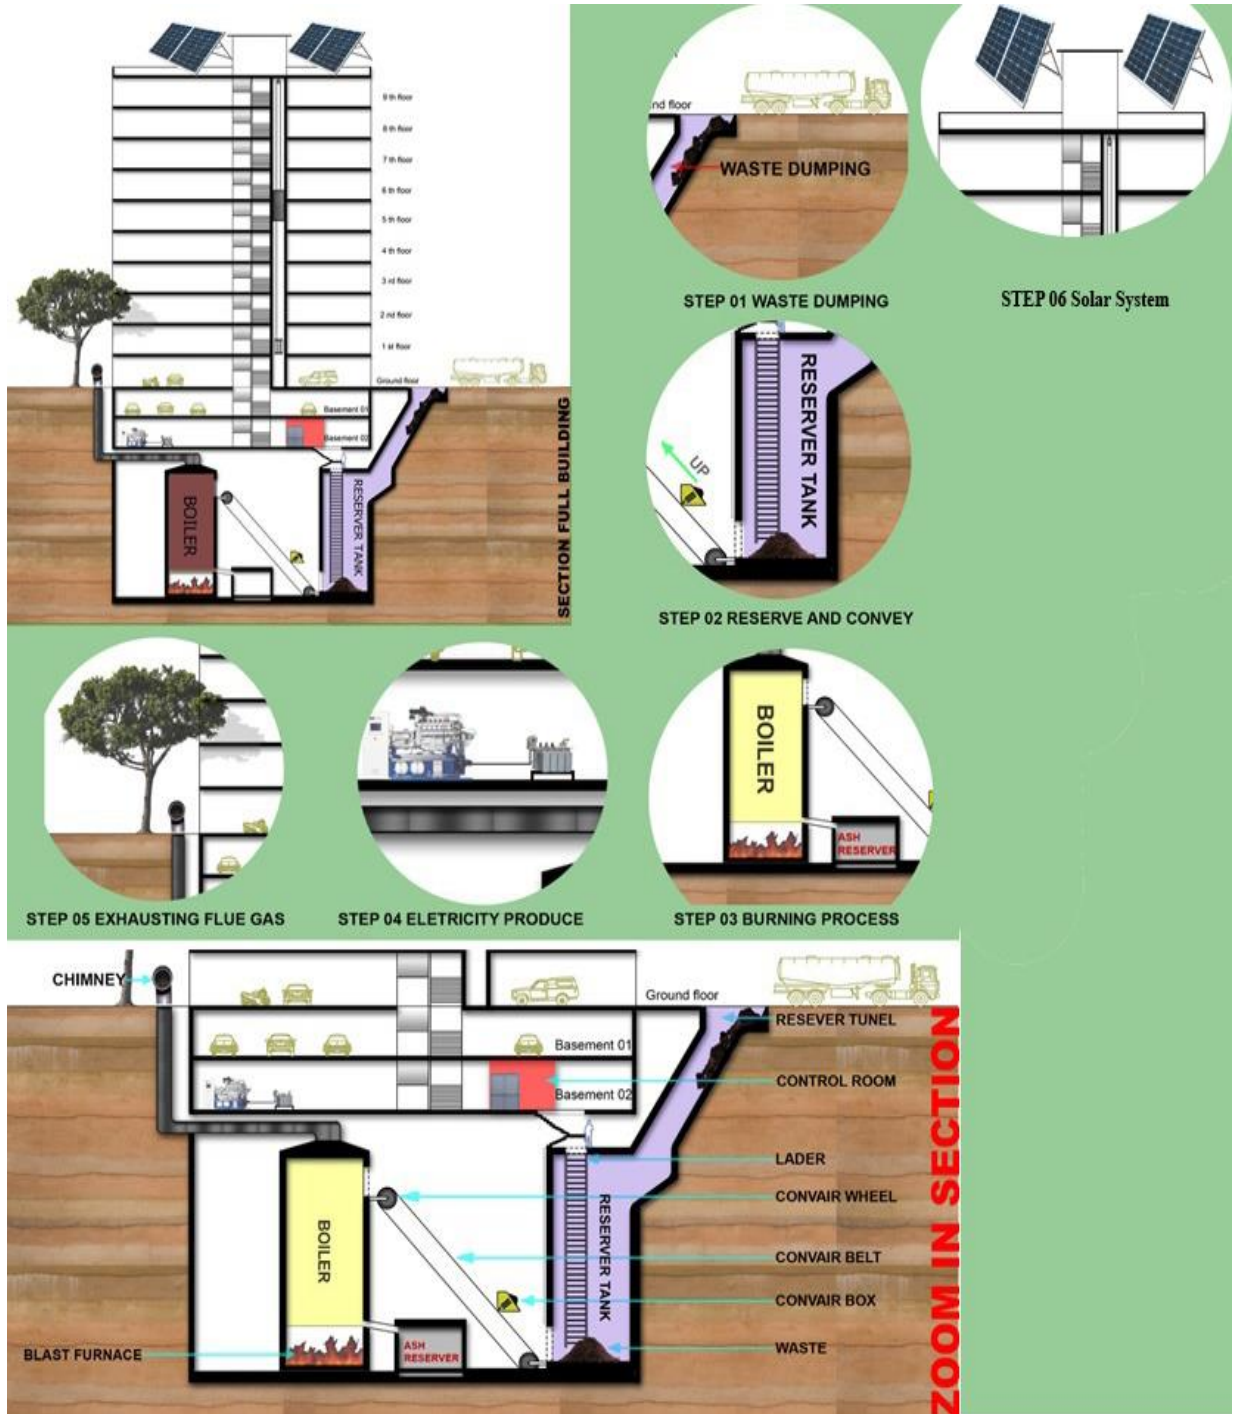 9 th floor
8 th floor
7 th floor
6 th floor
5 th floor
4 th floor
3 rd floor
2 nd floor
1 st floor
Ground floor
Basement 01
Basement 02
BOILER
RESERVER TANK
SECTION FULL BUILDING
nd floor
WASTE DUMPING
STEP 01 WASTE DUMPING
STEP 06 Solar System
UP
RESERVER TANK
STEP 02 RESERVE AND CONVEY
STEP 05 EXHAUSTING FLUE GAS
STEP 04 ELETRICITY PRODUCE
BOILER
ASH
RESERVER
STEP 03 BURNING PROCESS
CHIMNEY
Ground floor
RESEVER TUNEL
Basement 01
CONTROL ROOM
Basement 02
LADER
CONVAIR WHEEL
BOILER
RESERVER TANK
CONVAIR BELT
CONVAIR BOX
WASTE
ASH
RESERVER
BLAST FURNACE
ZOOM IN SECTION